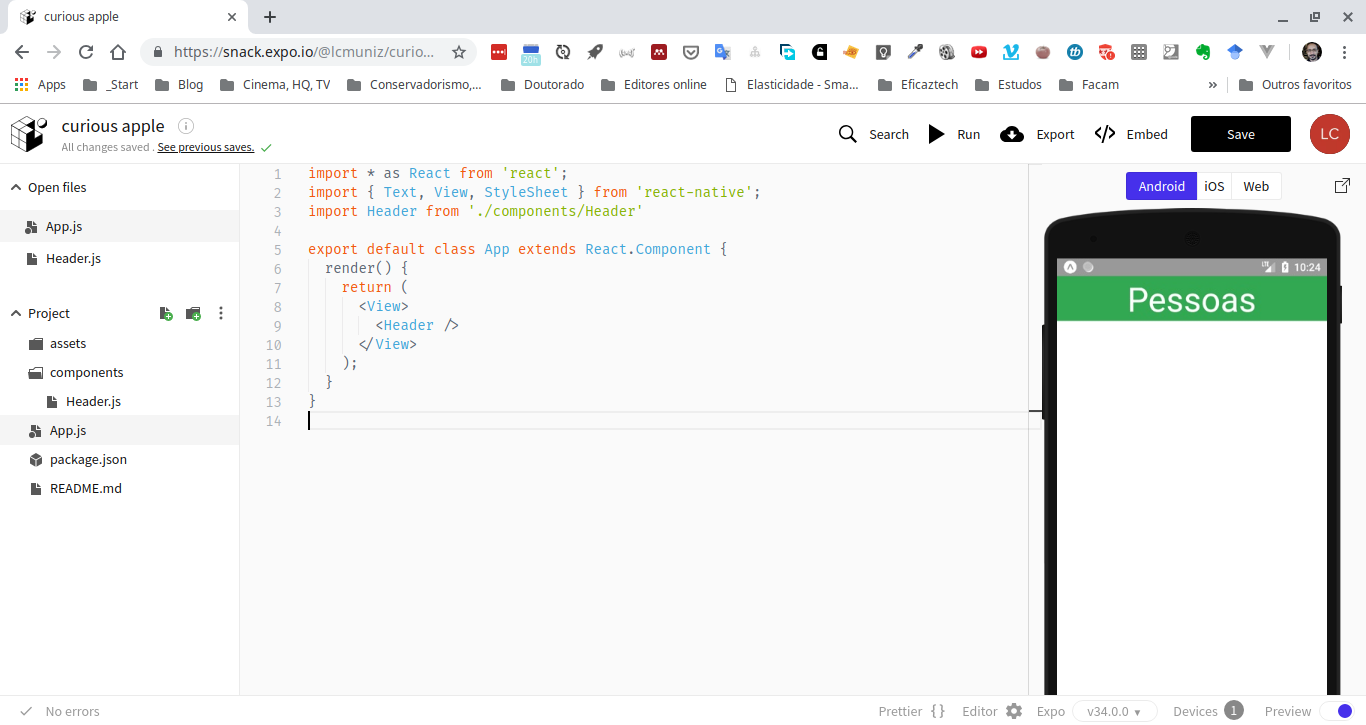 curious apple
https://snack.expo.io/@lcmuniz/curio...
20h
Apps
_Start
Blog
Cinema, HQ, TV
Conservadorismo,...
Doutorado
Editores online
Elasticidade - Sma...
Eficaztech
Estudos
Facam
»
Outros favoritos
curious apple
All changes saved . See previous saves.
Search
Run
Export
Embed
Save
LC
Open files
App.js
Header.js
Project
assets
components
Header.js
App.js
package.json
README.md
1 import * as React from 'react';
2 import { Text, View, StyleSheet } from 'react-native';
3 import Header from './components/Header'
4
5 export default class App extends React.Component {
6 render() {
7 return (
8 <View>
9 <Header />
10 </View>
11 );
12 }
13 }
14
Android
iOS
Web
10:24
Pessoas
No errors
Prettier {}
Editor
Expo
v34.0.0
Devices 1
Preview